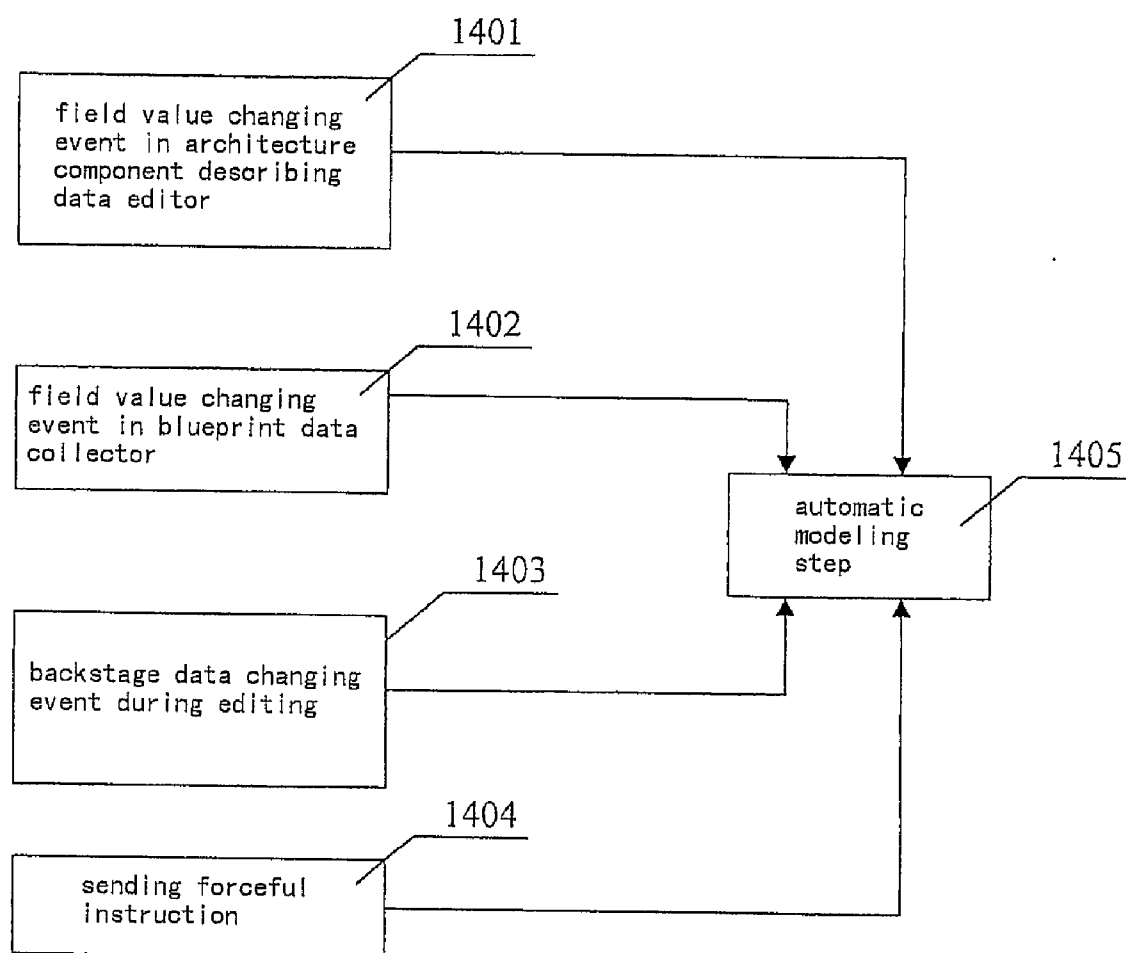 1401
field value changing
event in architecture
component describing
data editor
1402
field value changing
event in blueprint data
collector
1405
automatic
modeling
step
1403
backstage data changing
event during editing
1404
sending forceful
instruction